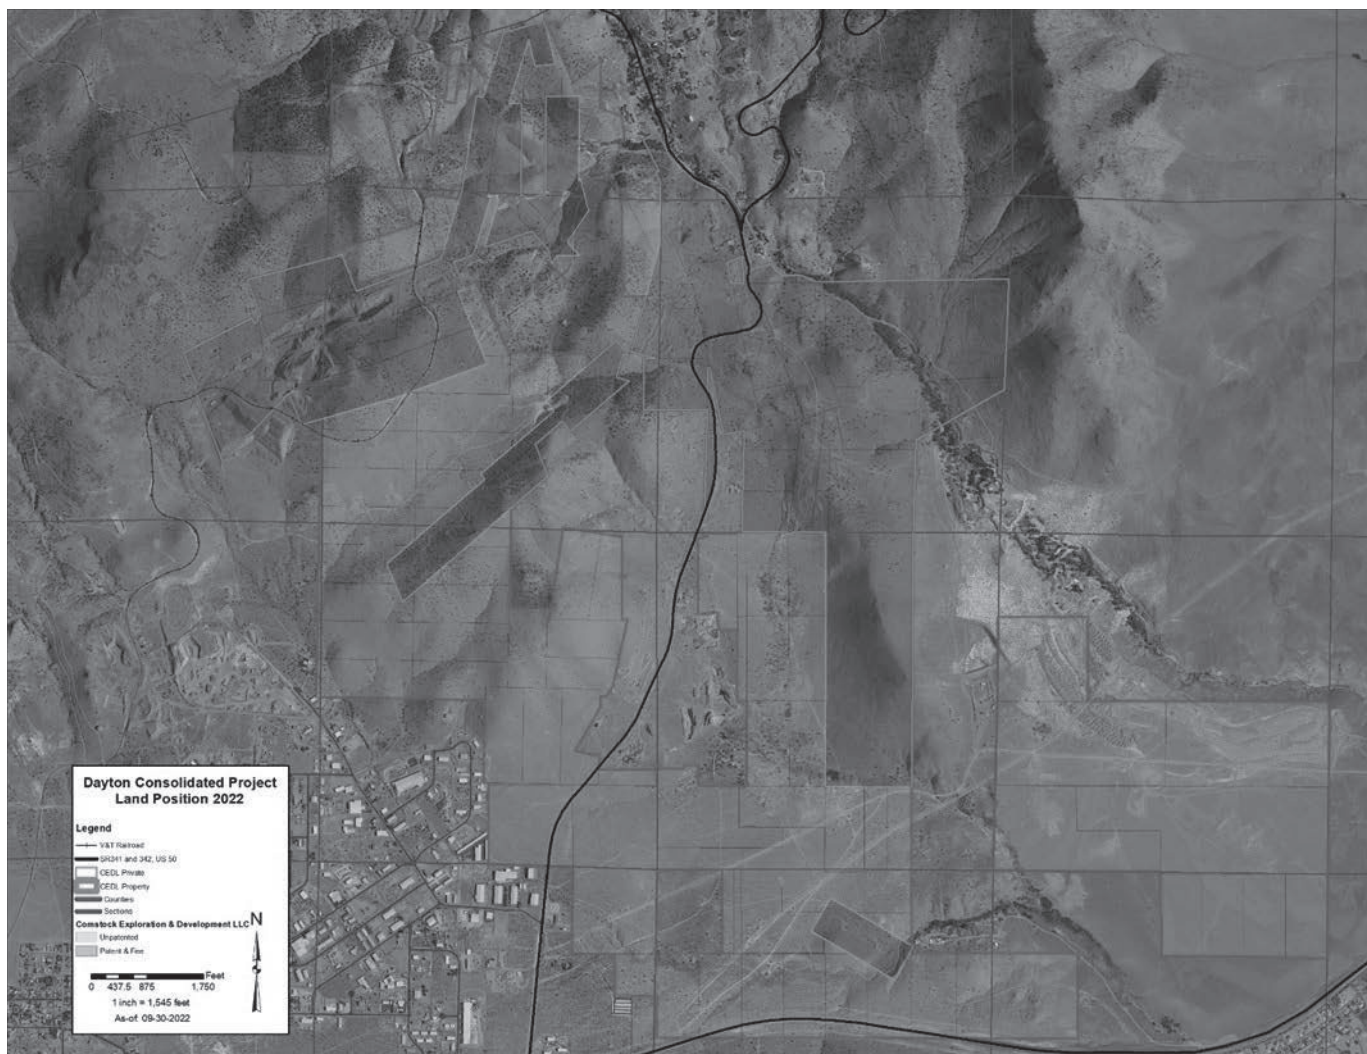 Dayton Consolidated Project
Land Position 2022
Legend
V&T Railroad
SR341 and 342, US 50
CEDL Private
CEDL Property
Counties
Sections
Comstock Exploration & Development LLC
N
Unpatented
Patent & Fee
Feet
0 437.5 875 1,750
1 inch = 1,545 feet
As-of: 09-30-2022